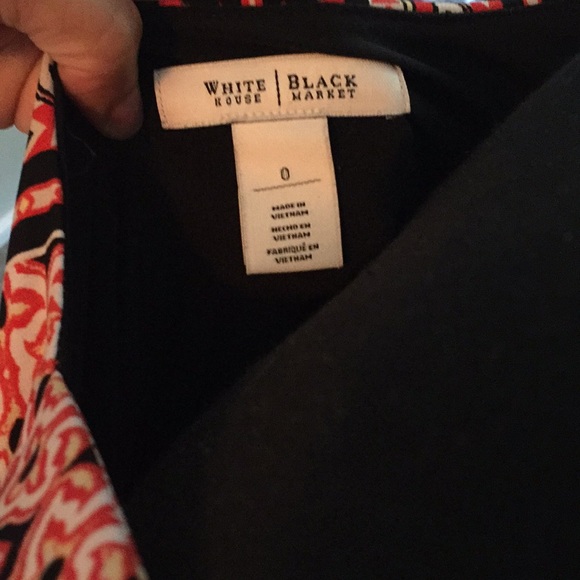 WHITE | BLACK
HOUSE | MARKET
0
MADE IN
VIETNAM
HECHO EN
VIETNAM
FABRIQUÉ EN
VIETNAM